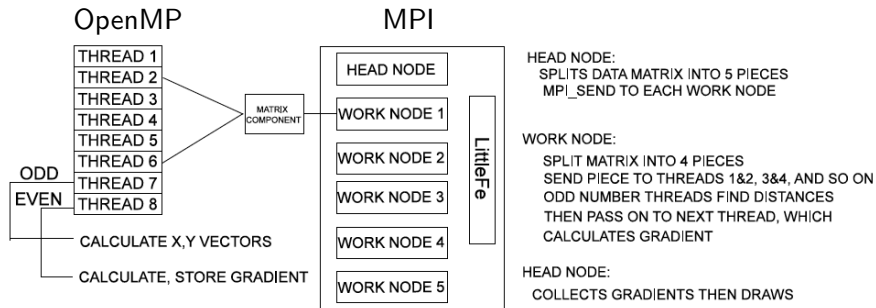 OpenMP
THREAD 1
THREAD 2
THREAD 3
THREAD 4
THREAD 5
THREAD 6
THREAD 7
THREAD 8
ODD
EVEN
CALCULATE X,Y VECTORS
CALCULATE, STORE GRADIENT
MATRIX
COMPONENT
MPI
HEAD NODE
WORK NODE 1
WORK NODE 2
WORK NODE 3
WORK NODE 4
WORK NODE 5
LittleFe
HEAD NODE:
SPLITS DATA MATRIX INTO 5 PIECES
MPI_SEND TO EACH WORK NODE
WORK NODE:
SPLIT MATRIX INTO 4 PIECES
SEND PIECE TO THREADS 1&2, 3&4, AND SO ON
ODD NUMBER THREADS FIND DISTANCES
THEN PASS ON TO NEXT THREAD, WHICH
CALCULATES GRADIENT
HEAD NODE:
COLLECTS GRADIENTS THEN DRAWS